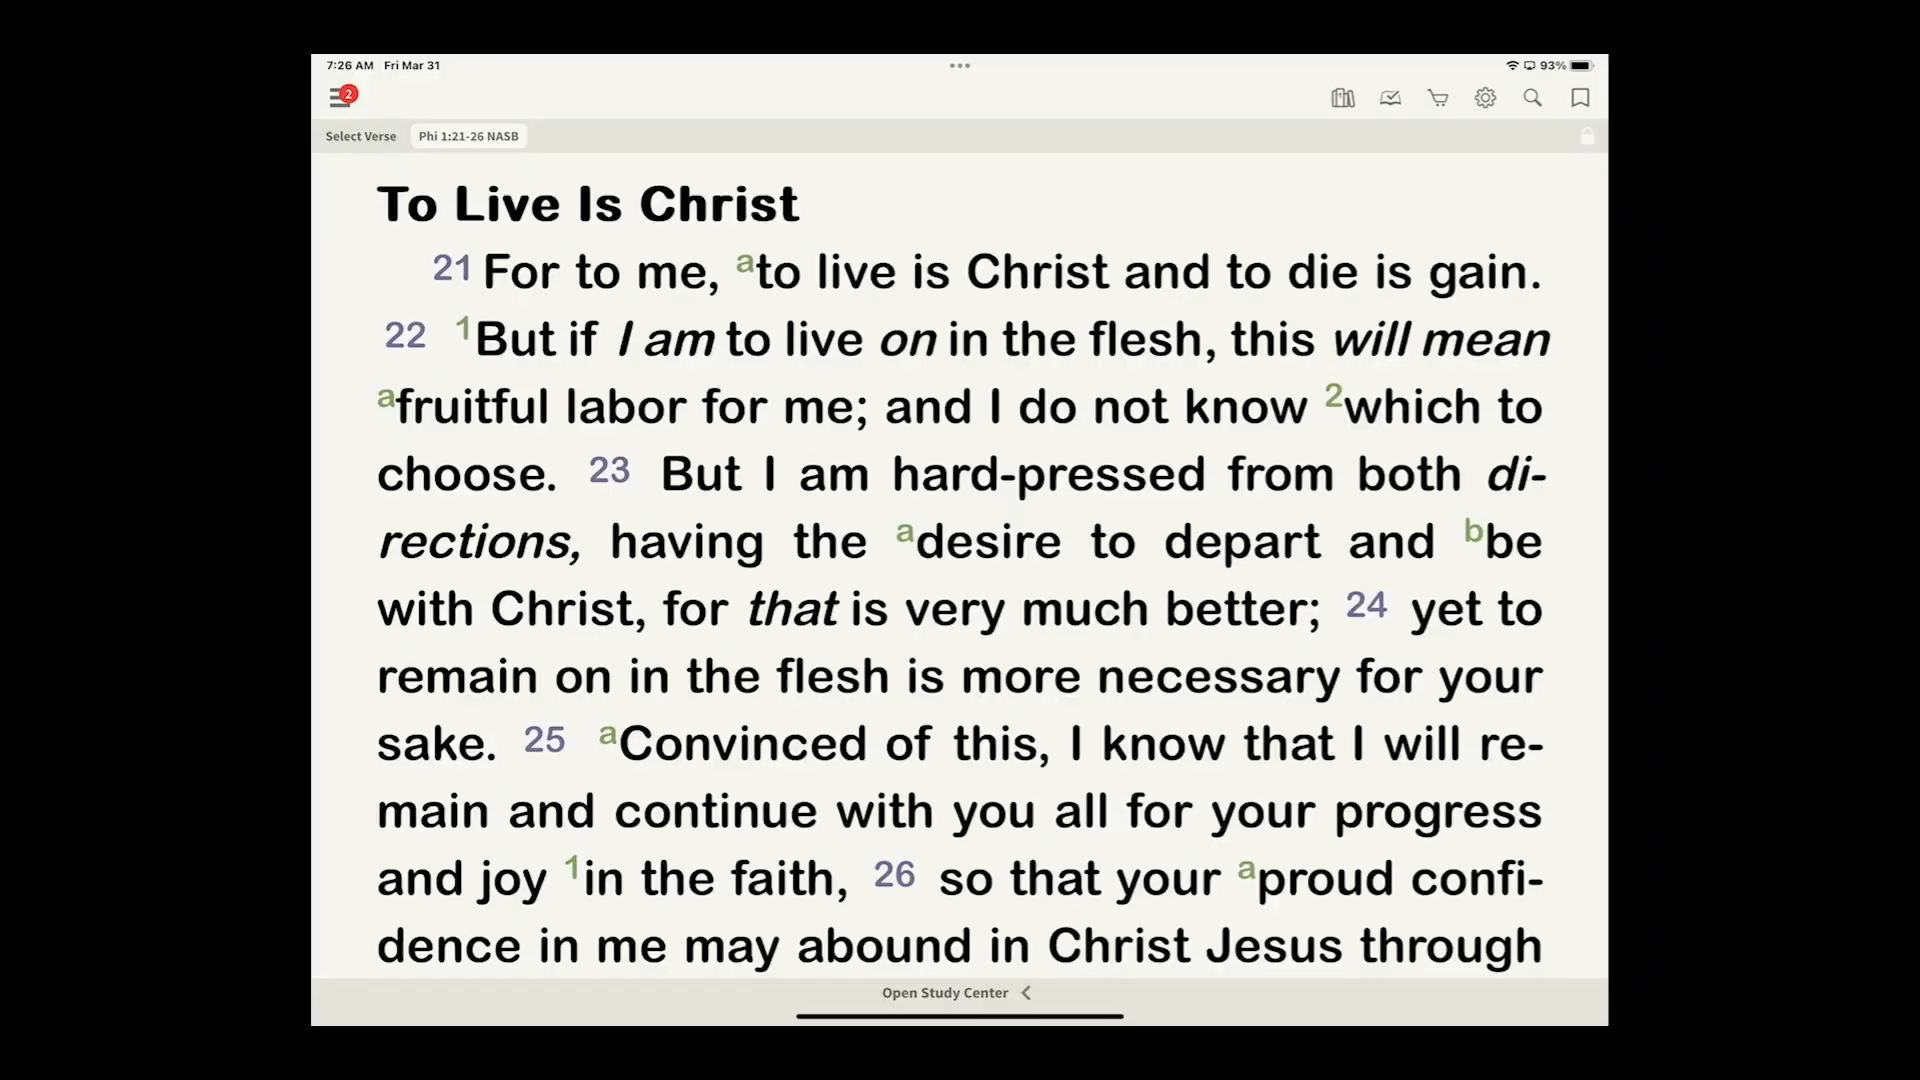 7:26 AM Fri Mar 31
93%
2
Select Verse Phi 1:21-26 NASB
To Live Is Christ
21 For to me, ato live is Christ and to die is gain.
22 1But if I am to live on in the flesh, this will mean
afruitful labor for me; and I do not know 2which to
choose. 23 But I am hard-pressed from both di-
rections, having the adesire to depart and bbe
with Christ, for that is very much better; 24 yet to
remain on in the flesh is more necessary for your
sake. 25 aConvinced of this, I know that I will re-
main and continue with you all for your progress
and joy 1in the faith, 26 so that your aproud confi-
dence in me may abound in Christ Jesus through
Open Study Center